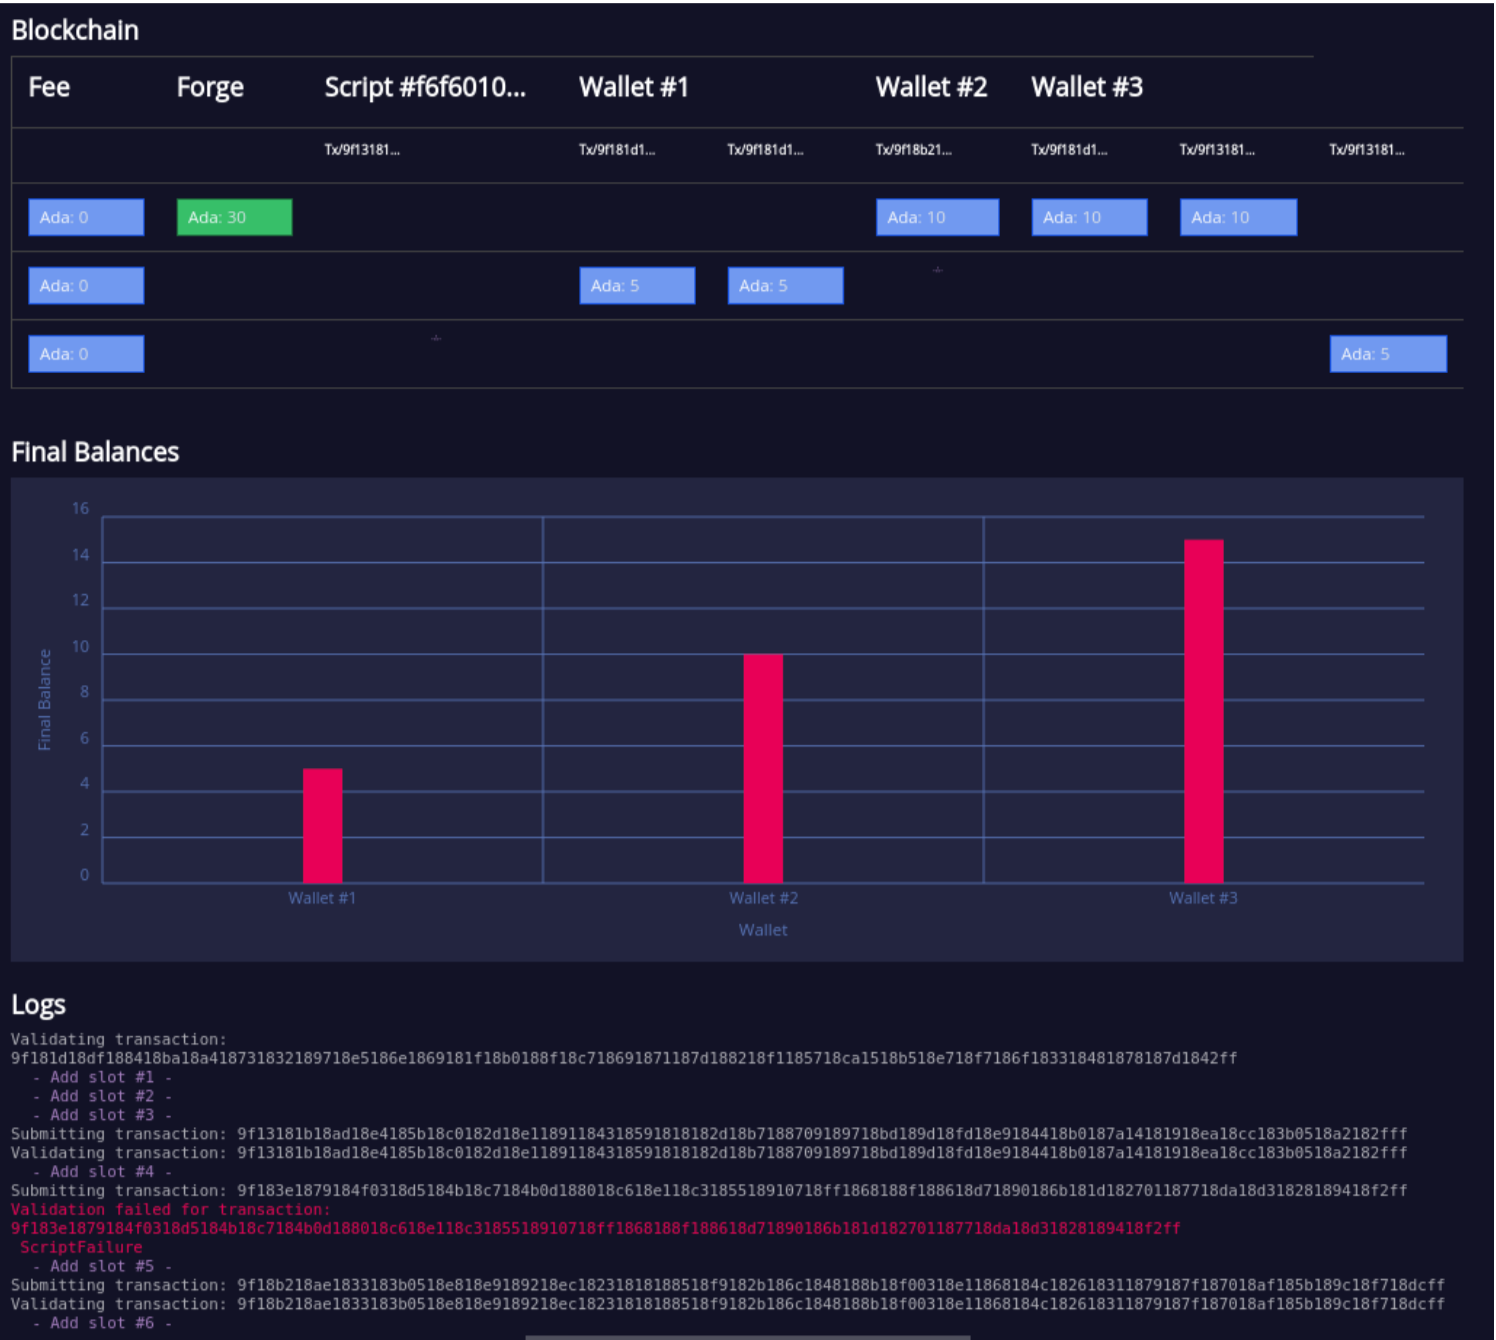 Blockchain
Fee Forge Script #f6f6010... Wallet #1 Wallet #2 Wallet #3
Tx/9f13181... Tx/9f181d1... Tx/9f181d1... Tx/9f18b21... Tx/9f181d1... Tx/9f13181... Tx/9f13181...
Ada: 0 Ada: 30 Ada: 10 Ada: 10 Ada: 10
Ada: 0 Ada: 5 Ada: 5
Ada: 0 Ada: 5
Final Balances
16
14
12
10
8
6
4
2
0
Final Balance
Wallet #1 Wallet #2 Wallet #3
Wallet
Logs
Validating transaction:
9f181d18df188418ba18a418731832189718e5186e1869181f18b0188f18c718691871187d188218f1185718ca1518b518e718f7186f183318481878187d1842ff
- Add slot #1 -
- Add slot #2 -
- Add slot #3 -
Submitting transaction: 9f13181b18ad18e4185b18c0182d18e1189118431859181818​2d18b7188709189718bd189d18fd18e9184418b0187a14181918ea18cc183b0518a2182fff
Validating transaction: 9f13181b18ad18e4185b18c0182d18e11891184318591818182d18b7188709189718bd189d18fd18e9184418b0187a14181918ea18cc183b0518a2182fff
- Add slot #4 -
Submitting transaction: 9f183e1879184f0318d5184b18c7184b0d188018c618e118c3185518910718ff1868188f188618d71890186b181d182701187718da18d31828189418f2ff
Validation failed for transaction:
9f183e1879184f0318d5184b18c7184b0d188018c618e118c3185518910718ff1868188f188618d71890186b181d182701187718da18d31828189418f2ff
ScriptFailure
- Add slot #5 -
Submitting transaction: 9f18b218ae1833183b0518e818e9189218ec18231818188518f9182b186c1848188b18f00318e11868184c182618311879187f187018af185b189c18f718dcff
Validating transaction: 9f18b218ae1833183b0518e818e9189218ec18231818188518f9182b186c1848188b18f00318e11868184c182618311879187f187018af185b189c18f718dcff
- Add slot #6 -